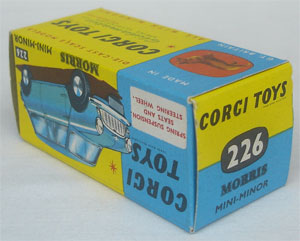 CORGI TOYS
226
MORRIS
MINI-MINOR
CORGI
TOYS
SPRING SUSPENSION
SEATS AND
STEERING WHEEL
226
MORRIS
MINI-MINOR
CORGI TOYS
MADE IN